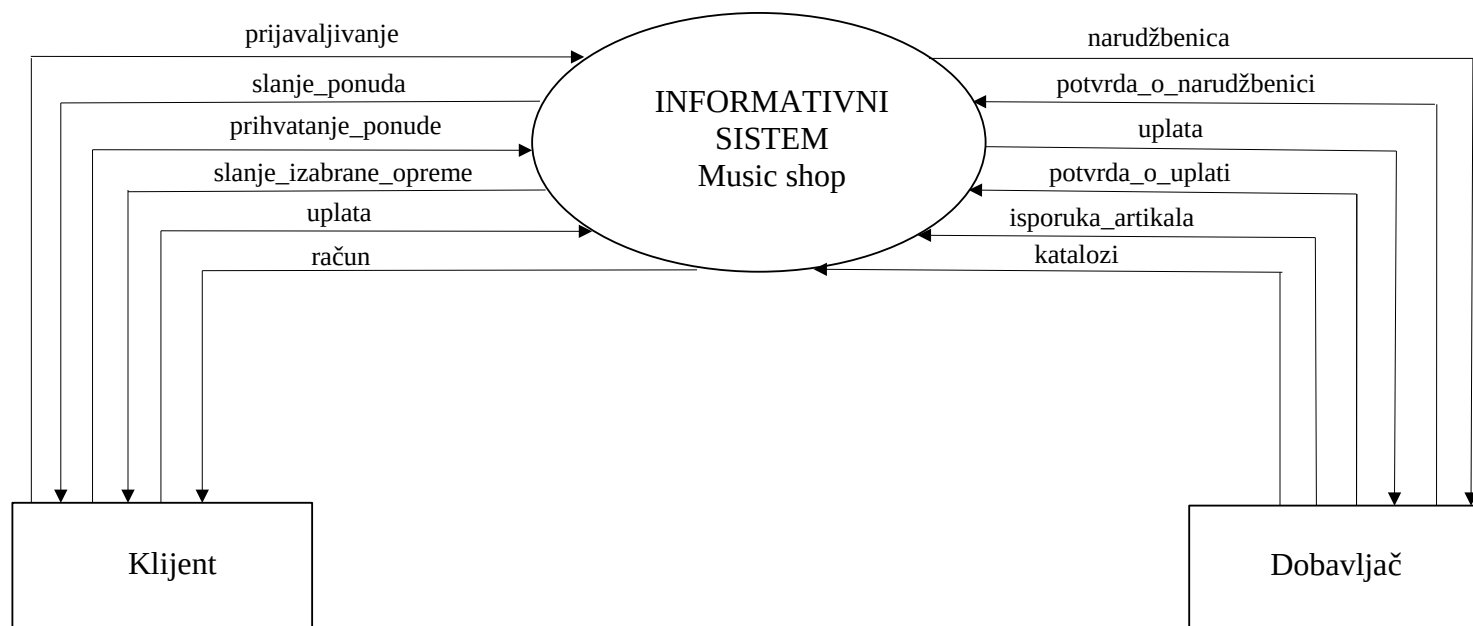 prijavaljivanje
slanje_ponuda
prihvatanje_ponude
slanje_izabrane_opreme
uplata
račun
INFORMATIVNI
SISTEM
Music shop
narudžbenica
potvrda_o_narudžbenici
uplata
potvrda_o_uplati
isporuka_artikala
katalozi
Klijent
Dobavljač